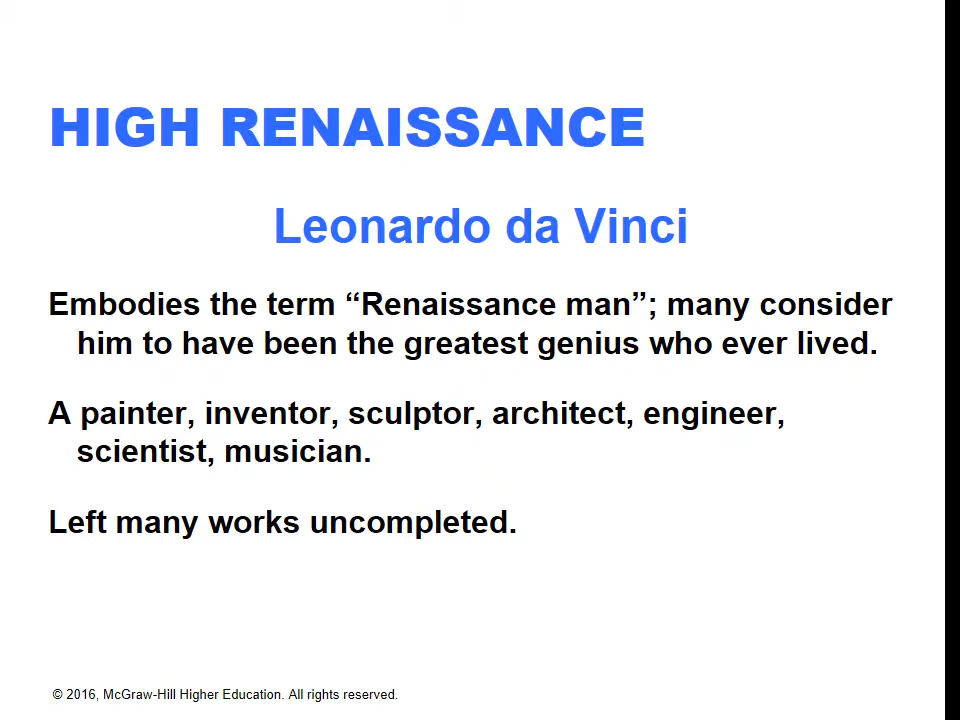 HIGH RENAISSANCE
Leonardo da Vinci
Embodies the term “Renaissance man”; many consider
him to have been the greatest genius who ever lived.
A painter, inventor, sculptor, architect, engineer,
scientist, musician.
Left many works uncompleted.
© 2016, McGraw-Hill Higher Education. All rights reserved.